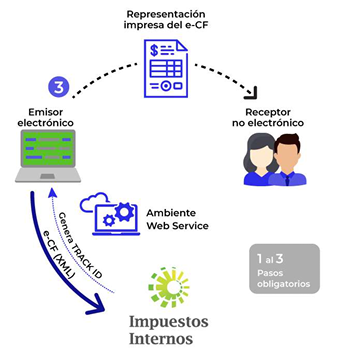 Representación
impresa del e-CF
$
3
Emisor
electrónico
Receptor
no electrónico
Ambiente
Web Service
Genera TRACK ID
e-CF (XML)
1 al 3
Pasos
obligatorios
Impuestos
Internos